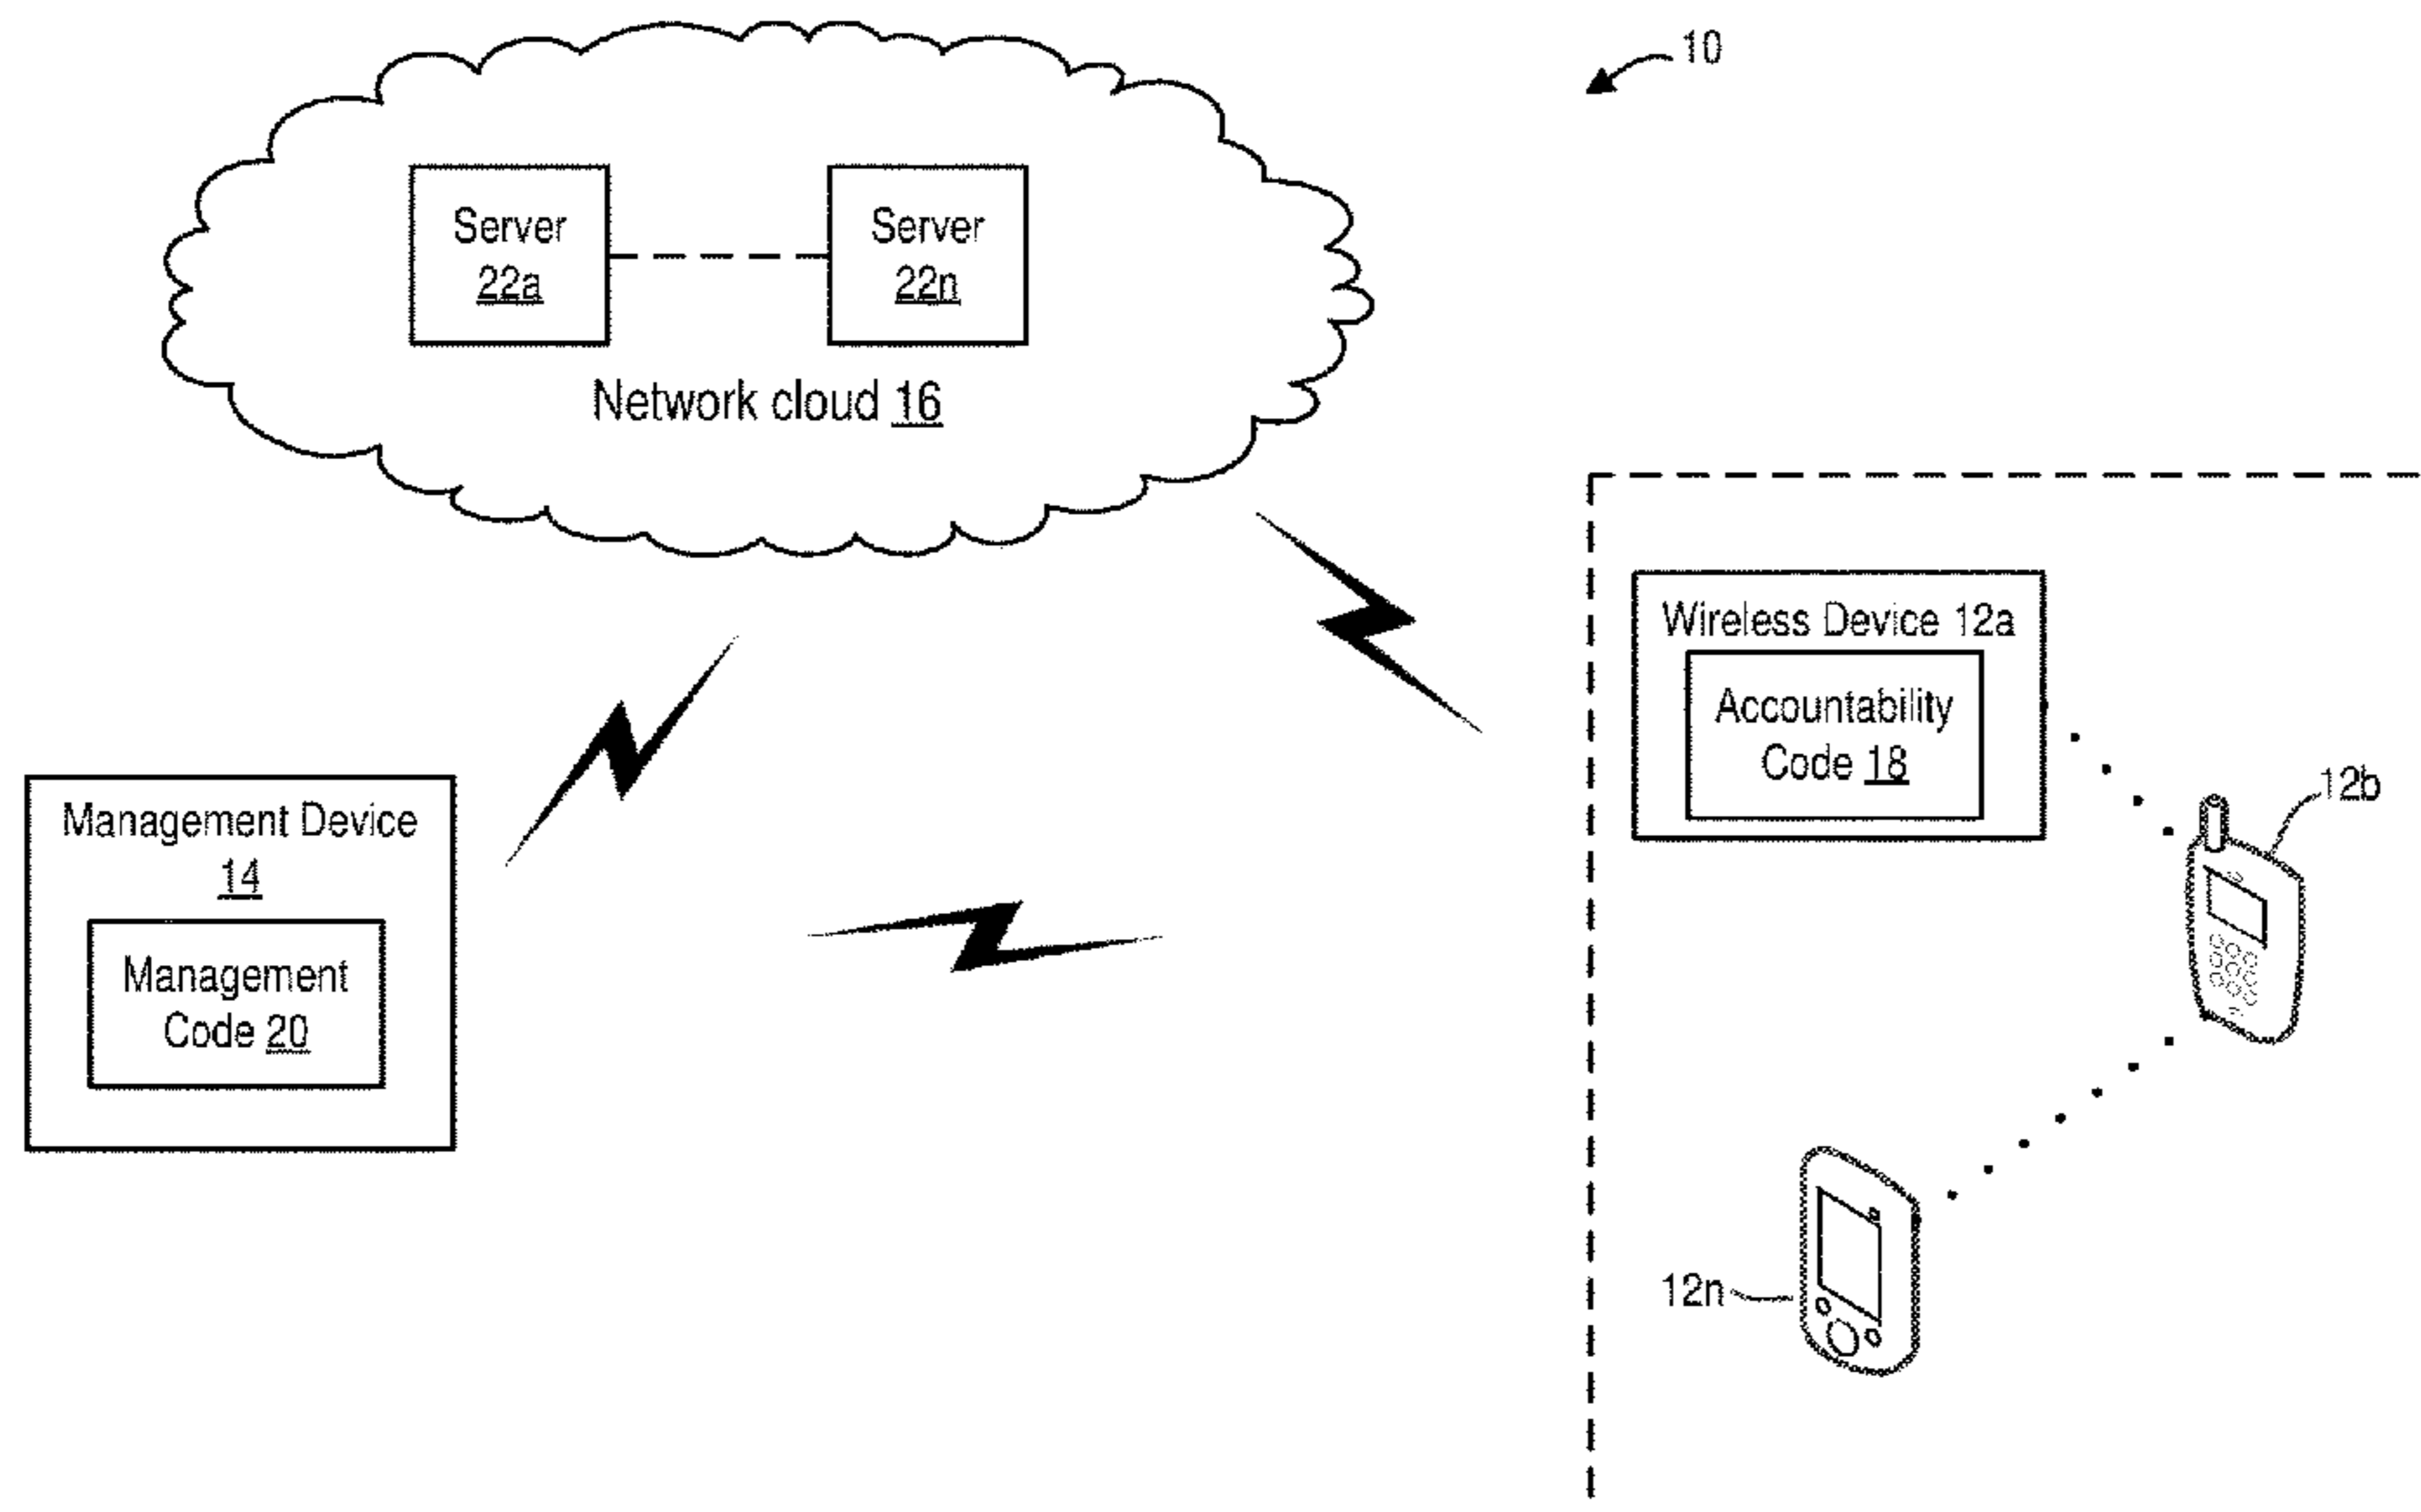 10
Server
22a
Server
22n
Network cloud 16
Wireless Device 12a
Accountability
Code 18
12b
Management Device
14
Management
Code 20
12n